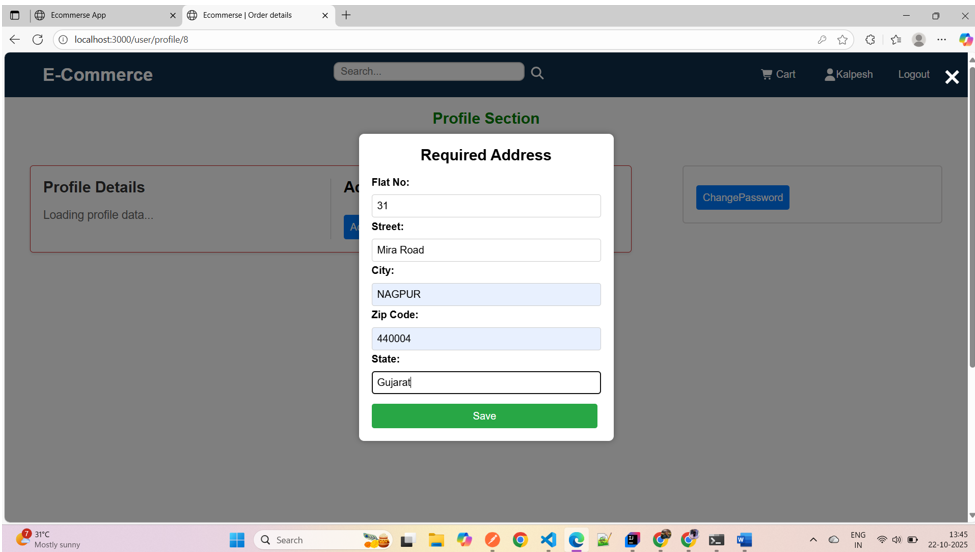 Ecommerse App
Ecommerse | Order details
localhost:3000/user/profile/8
E-Commerce
Search...
Cart
Kalpesh
Logout
Profile Section
Required Address
Flat No:
31
Street:
Mira Road
City:
NAGPUR
Zip Code:
440004
State:
Gujarat
Save
Profile Details
Loading profile data...
ChangePassword
7
31°C
Mostly sunny
Search
ENG
IN
13:45
22-10-2025